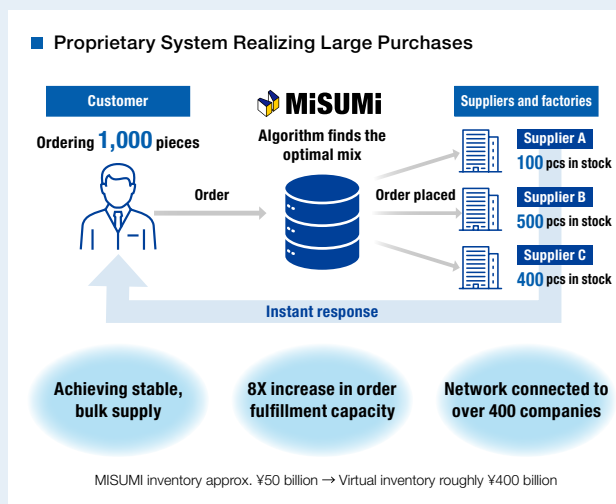 Proprietary System Realizing Large Purchases
Customer
MiSUMi
Suppliers and factories
Ordering 1,000 pieces
Algorithm finds the
optimal mix
Supplier A
100 pcs in stock
Order
Order placed
Supplier B
500 pcs in stock
Supplier C
400 pcs in stock
Instant response
Achieving stable,
bulk supply
8X increase in order
fulfillment capacity
Network connected to
over 400 companies
MISUMI inventory approx. ¥50 billion → Virtual inventory roughly ¥400 billion